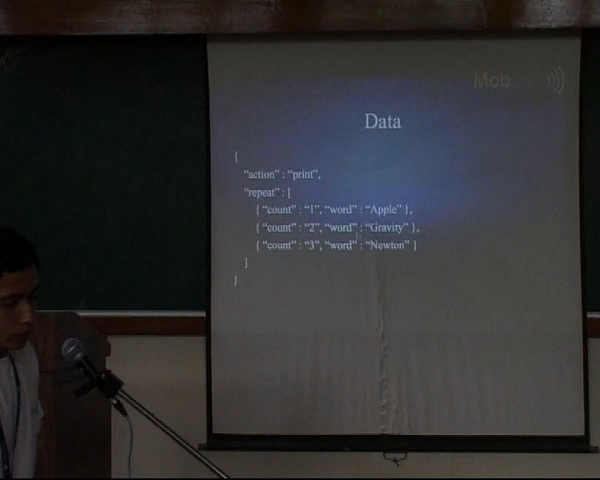 Mob
Data
{
“action” : “print”,
“repeat” : [
{ “count” : “1”, “word” : “Apple” },
{ “count” : “2”, “word” : “Gravity” },
{ “count” : “3”, “word” : “Newton” }
]
}